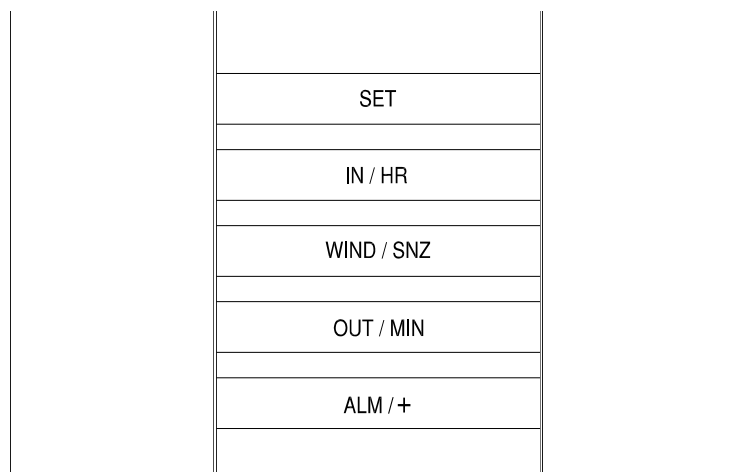 SET
IN / HR
WIND / SNZ
OUT / MIN
ALM / +